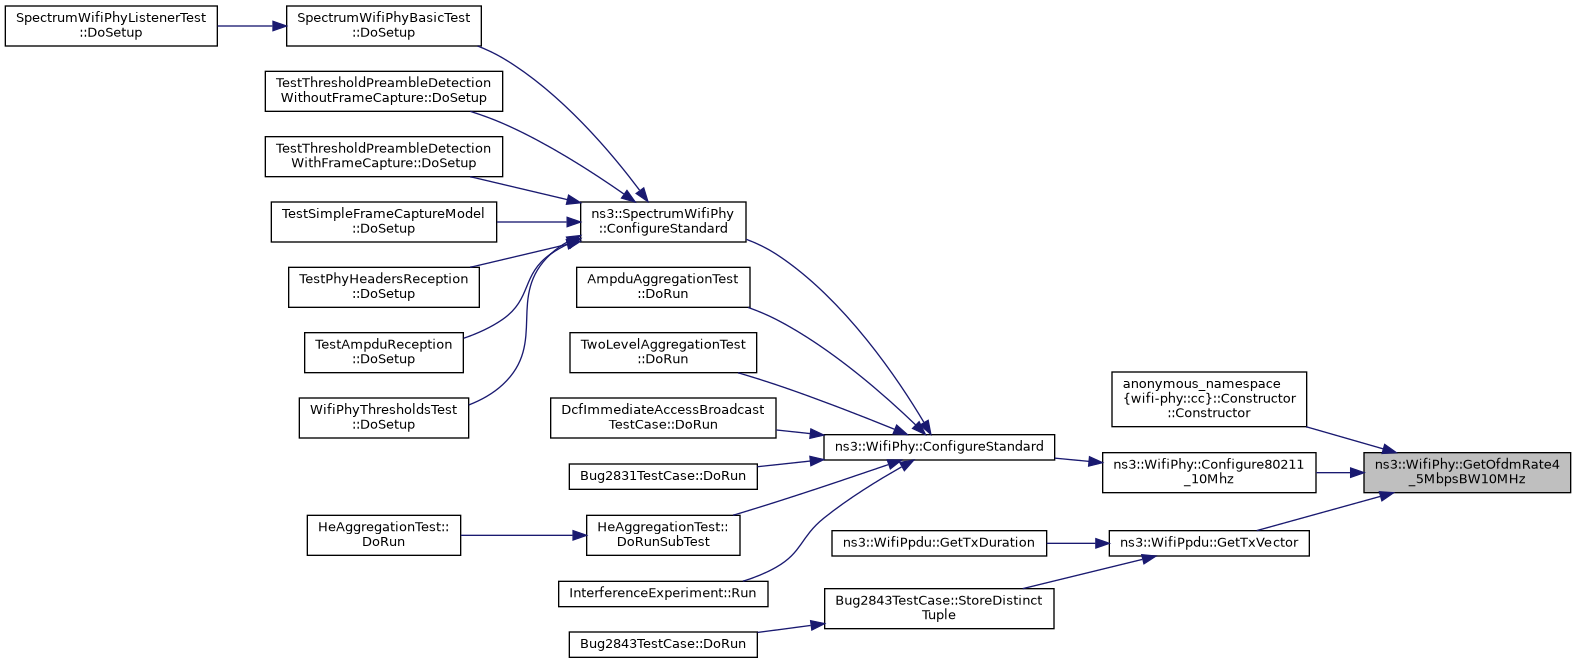 SpectrumWifiPhyListenerTest
::DoSetup
SpectrumWifiPhyBasicTest
::DoSetup
TestThresholdPreambleDetection
WithoutFrameCapture::DoSetup
TestThresholdPreambleDetection
WithFrameCapture::DoSetup
TestSimpleFrameCaptureModel
::DoSetup
TestPhyHeadersReception
::DoSetup
TestAmpduReception
::DoSetup
WifiPhyThresholdsTest
::DoSetup
ns3::SpectrumWifiPhy
::ConfigureStandard
AmpduAggregationTest
::DoRun
TwoLevelAggregationTest
::DoRun
DcfImmediateAccessBroadcast
TestCase::DoRun
Bug2831TestCase::DoRun
HeAggregationTest::
DoRun
HeAggregationTest::
DoRunSubTest
InterferenceExperiment::Run
Bug2843TestCase::DoRun
ns3::WifiPhy::ConfigureStandard
ns3::WifiPpdu::GetTxDuration
Bug2843TestCase::StoreDistinct
Tuple
anonymous_namespace
{wifi-phy::cc}::Constructor
::Constructor
ns3::WifiPhy::Configure80211
_10Mhz
ns3::WifiPpdu::GetTxVector
ns3::WifiPhy::GetOfdmRate4
_5MbpsBW10MHz